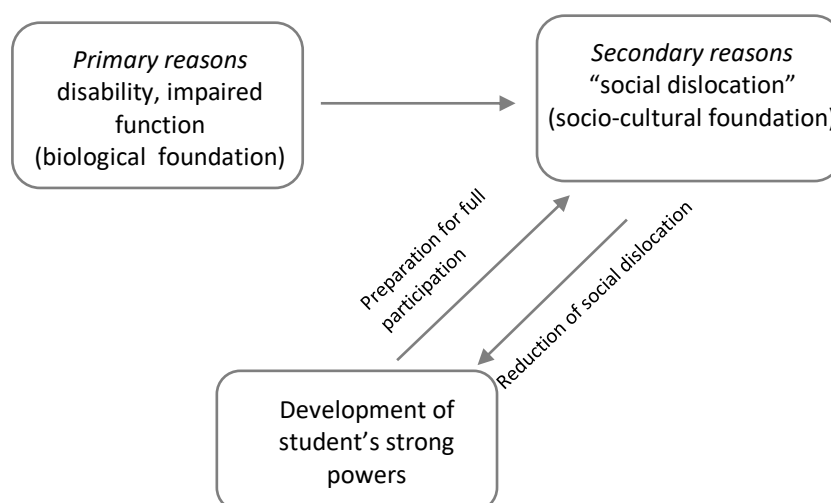 Primary reasons
disability, impaired
function
(biological foundation)
Secondary reasons
“social dislocation”
(socio-cultural foundation)
Preparation for full
participation
Reduction of social dislocation
Development of
student’s strong
powers